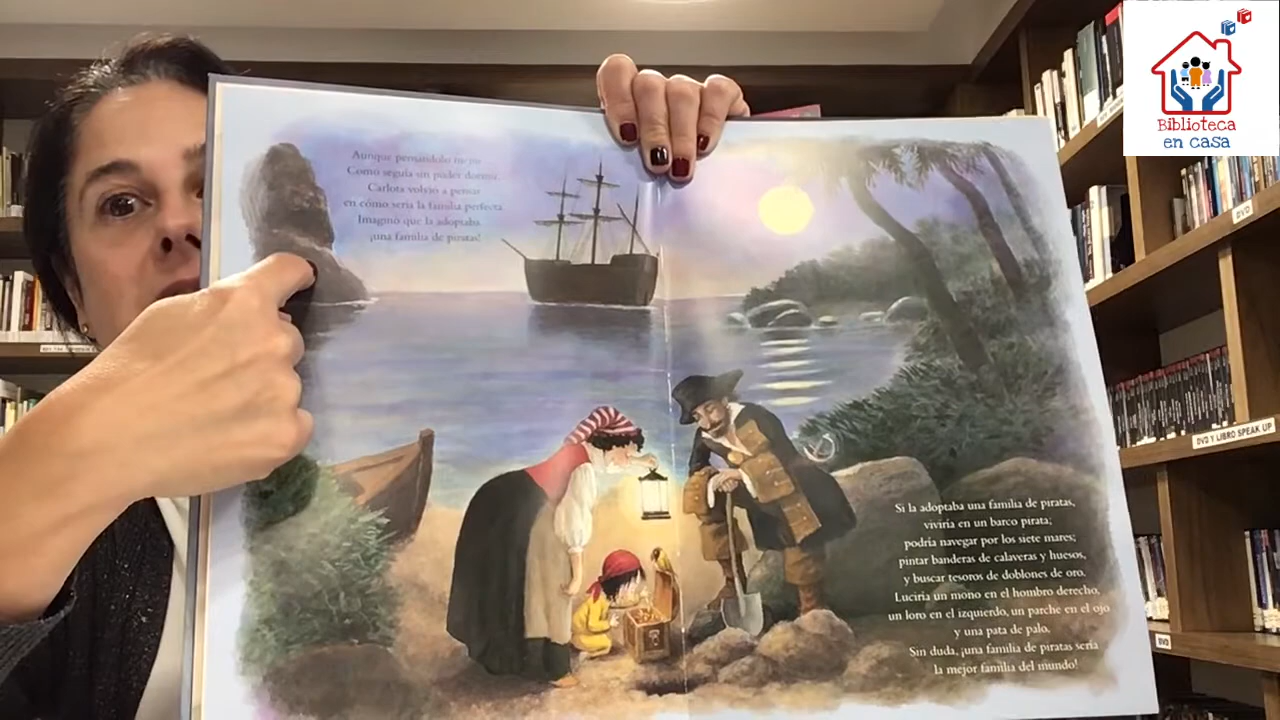 Aunque pensándolo mejor...
Como seguía sin poder dormir,
Carlota volvió a pensar
en cómo sería la familia perfecta.
Imaginó que la adoptaba...
¡una familia de piratas!
Si la adoptaba una familia de piratas,
viviría en un barco pirata;
podría navegar por los siete mares;
pintar banderas de calaveras y huesos,
y buscar tesoros de doblones de oro.
Luciría un mono en el hombro derecho,
un loro en el izquierdo, un parche en el ojo
y una pata de palo.
Sin duda, ¡una familia de piratas sería
la mejor familia del mundo!
Biblioteca
en casa
DVD
DVD Y LIBRO SPEAK UP
DVD